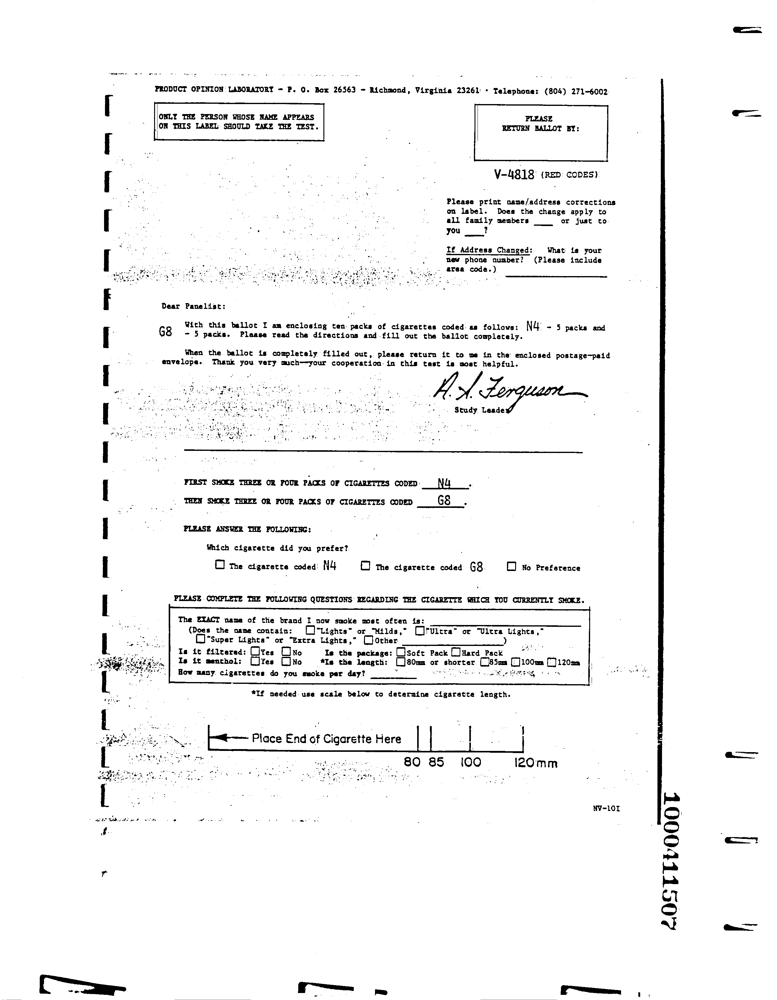 PRODUCT OPINION LABORATORY - P. O. Box 26563 - Richmond, Virginia 23261 · Telephone: (804) 271-6002
ONLY THE PERSON WHOSE NAME APPEARS
ON THIS LABEL SHOULD TAKE THE TEST.
PLEASE
RETURN BALLOT BY:
V-4818 (RED CODES)
Please print name/address corrections
on label. Does the change apply to
all family members ____ or just to
you ____?
If Address Changed: What is your
new phone number? (Please include
area code.)
Dear Panelist:
With this ballot I am enclosing ten packs of cigarettes coded as follows: N4 - 5 packs and
G8 - 5 packs. Please read the directions and fill out the ballot completely.
When the ballot is completely filled out, please return it to me in the enclosed postage-paid
envelope. Thank you very much--your cooperation in this test is most helpful.
A. S. Ferguson
Study Leader
FIRST SMOKE THREE OR FOUR PACKS OF CIGARETTES CODED N4 .
THEN SMOKE THREE OR FOUR PACKS OF CIGARETTES CODED G8 .
PLEASE ANSWER THE FOLLOWING:
Which cigarette did you prefer?
☐ The cigarette coded N4 ☐ The cigarette coded G8 ☐ No Preference
PLEASE COMPLETE THE FOLLOWING QUESTIONS REGARDING THE CIGARETTE WHICH YOU CURRENTLY SMOKE.
The EXACT name of the brand I now smoke most often is:
(Does the name contain: ☐ "Lights" or "Milds," ☐ "Ultra" or "Ultra Lights,"
☐ "Super Lights" or "Extra Lights," ☐ Other ____ )
Is it filtered: ☐ Yes ☐ No Is the package: ☐ Soft Pack ☐ Hard Pack
Is it menthol: ☐ Yes ☐ No *Is the length: ☐ 80mm or shorter ☐ 85mm ☐ 100mm ☐ 120mm
How many cigarettes do you smoke per day?
*If needed use scale below to determine cigarette length.
Place End of Cigarette Here
80 85 100 120mm
NV-10I
1000411507